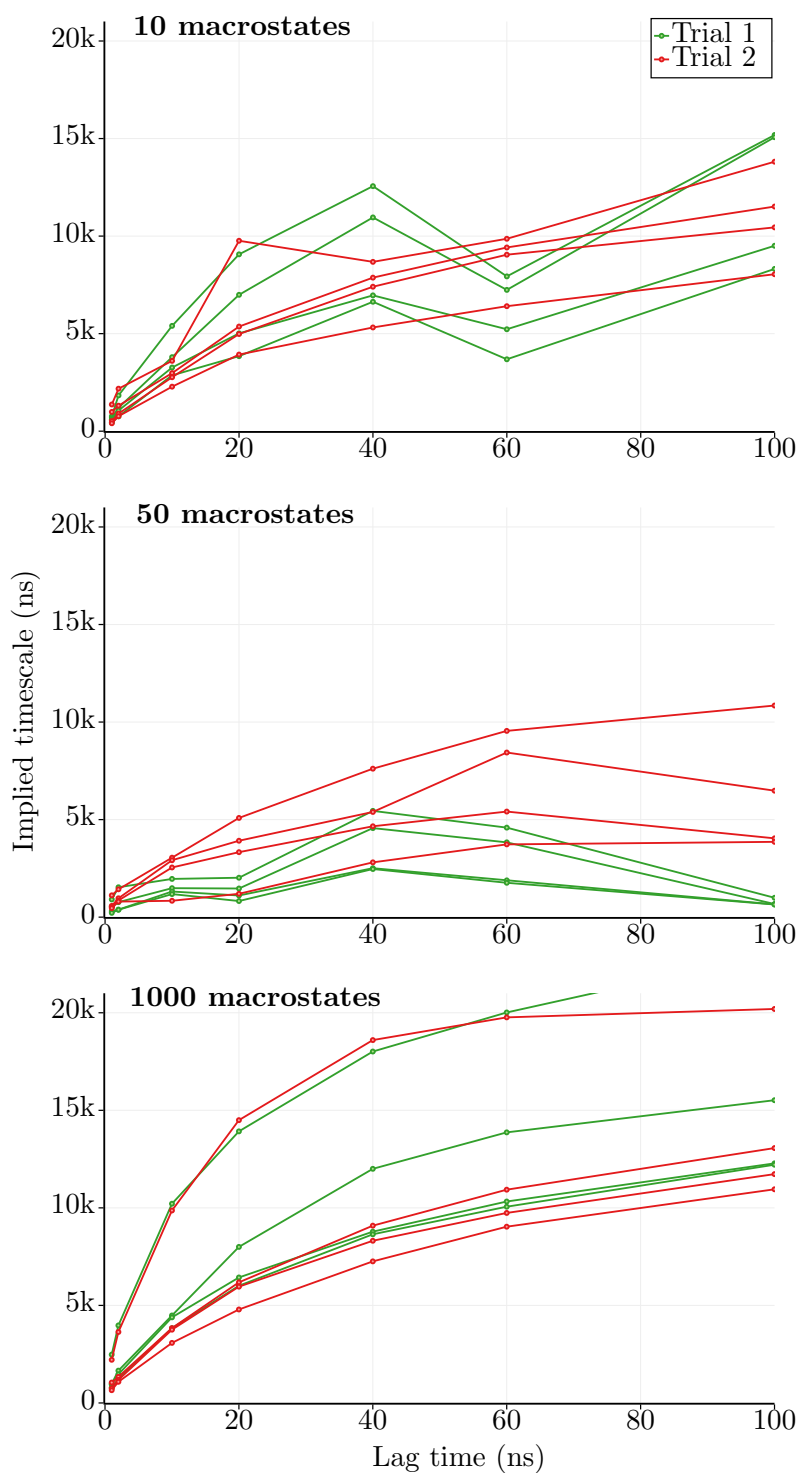 10 macrostates
Trial 1
Trial 2
20k
15k
10k
5k
0
0 20 40 60 80 100
50 macrostates
20k
15k
10k
5k
0
0 20 40 60 80 100
Implied timescale (ns)
1000 macrostates
20k
15k
10k
5k
0
0 20 40 60 80 100
Lag time (ns)